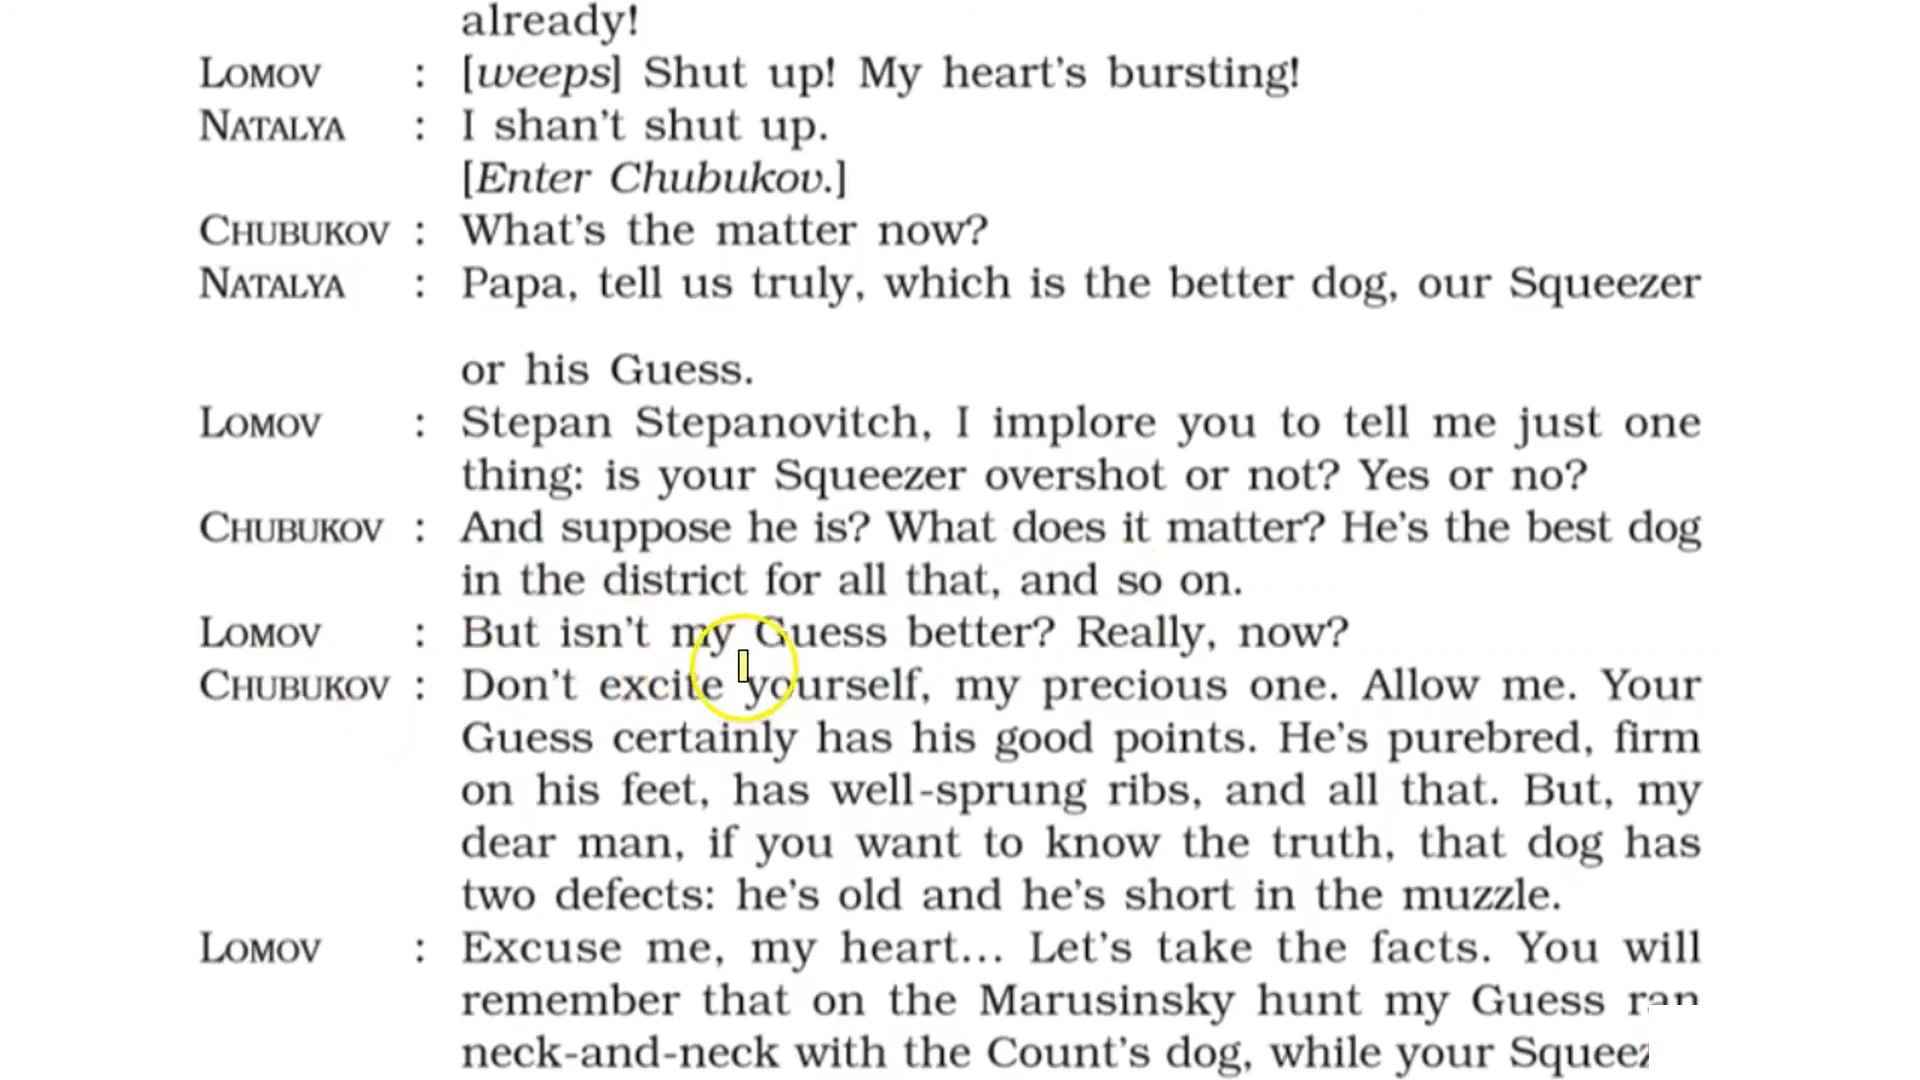 already!
LOMOV : [weeps] Shut up! My heart's bursting!
NATALYA : I shan't shut up.
[Enter Chubukov.]
CHUBUKOV : What's the matter now?
NATALYA : Papa, tell us truly, which is the better dog, our Squeezer
or his Guess.
LOMOV : Stepan Stepanovitch, I implore you to tell me just one
thing: is your Squeezer overshot or not? Yes or no?
CHUBUKOV : And suppose he is? What does it matter? He's the best dog
in the district for all that, and so on.
LOMOV : But isn't my Guess better? Really, now?
CHUBUKOV : Don't excite yourself, my precious one. Allow me. Your
Guess certainly has his good points. He's purebred, firm
on his feet, has well-sprung ribs, and all that. But, my
dear man, if you want to know the truth, that dog has
two defects: he's old and he's short in the muzzle.
LOMOV : Excuse me, my heart... Let's take the facts. You will
remember that on the Marusinsky hunt my Guess ran
neck-and-neck with the Count's dog, while your